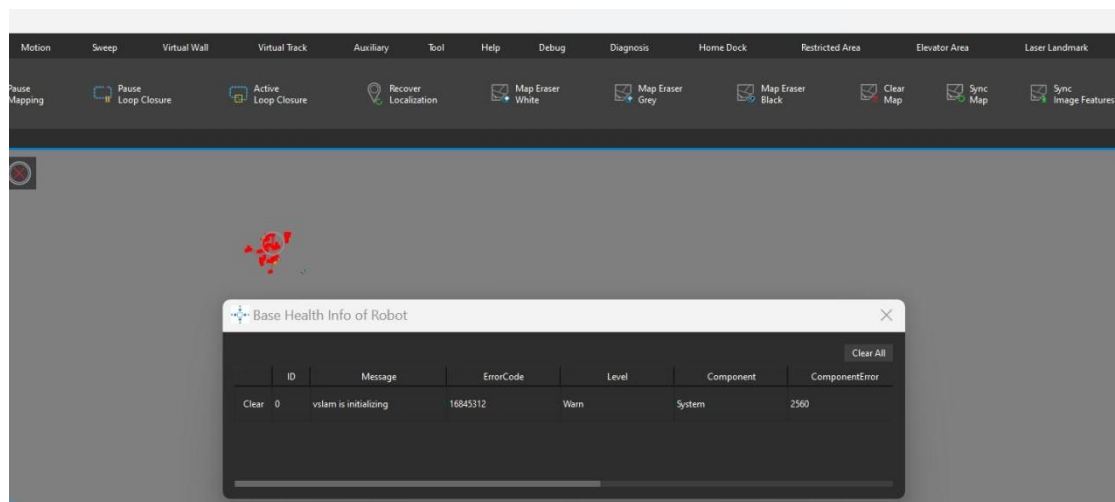 Motion Sweep Virtual Wall Virtual Track Auxiliary Tool Help Debug Diagnosis Home Dock Restricted Area Elevator Area Laser Landmark
Pause Mapping
Pause Loop Closure
Active Loop Closure
Recover Localization
Map Eraser White
Map Eraser Grey
Map Eraser Black
Clear Map
Sync Map
Sync Image Features
Base Health Info of Robot
Clear All
ID Message ErrorCode Level Component ComponentError
Clear 0 vslam is initializing 16845312 Warn System 2560